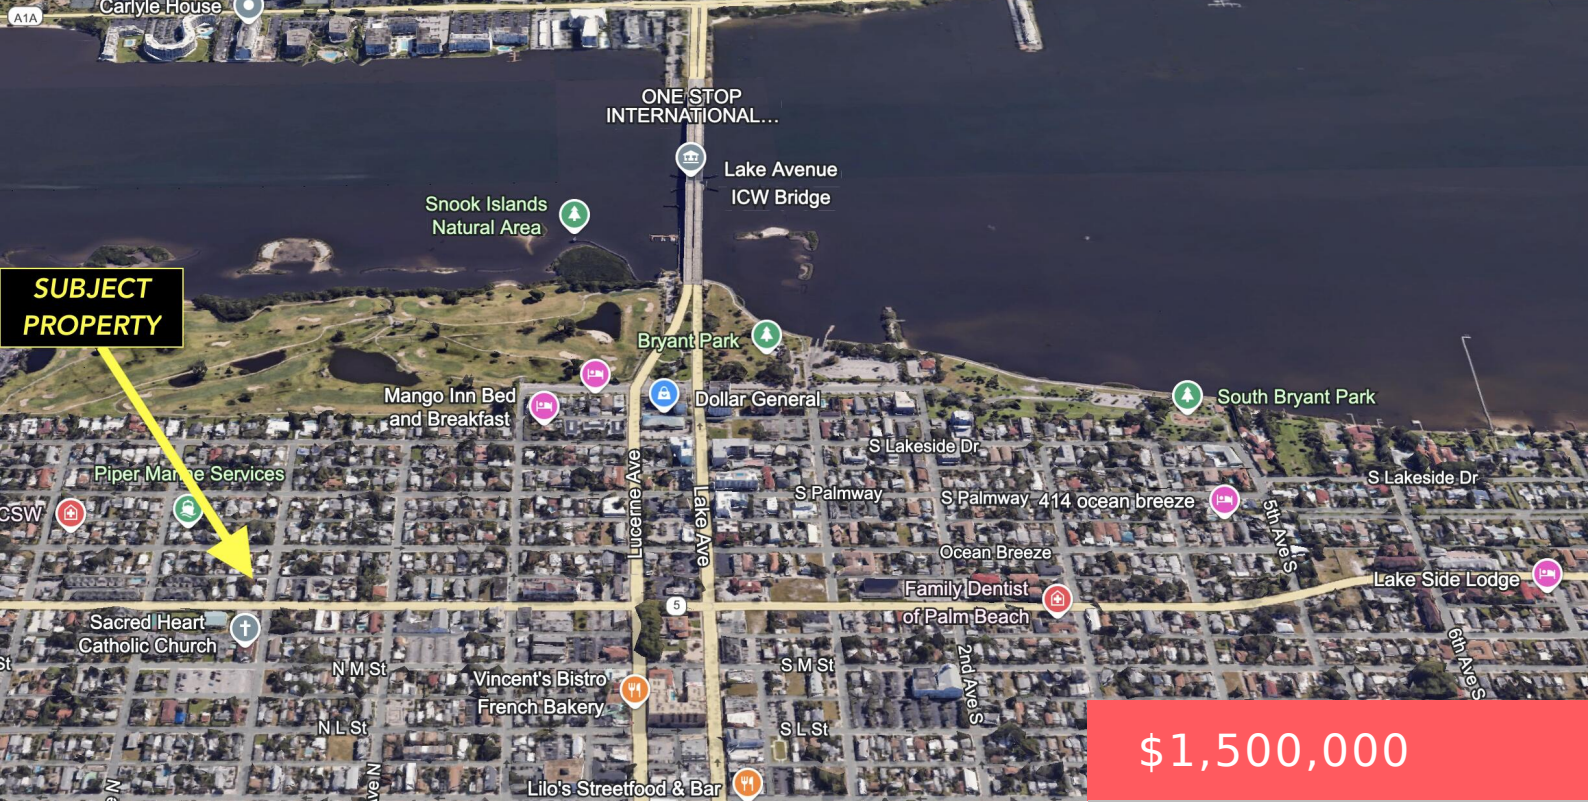 A1A
Carlyle House
ONE STOP
INTERNATIONAL...
Lake Avenue
ICW Bridge
Snook Islands
Natural Area
SUBJECT
PROPERTY
Bryant Park
Mango Inn Bed
and Breakfast
Dollar General
South Bryant Park
S Lakeside Dr
S Lakeside Dr
Piper Marine Services
CSW
Lucerne Ave
Lake Ave
S Palmway
S Palmway
414 ocean breeze
5th Ave S
Ocean Breeze
Lake Side Lodge
Family Dentist
of Palm Beach
5
Sacred Heart
Catholic Church
St
N M St
S M St
2nd Ave S
6th Ave S
Vincent's Bistro
French Bakery
N L St
S L St
Lilo's Streetfood & Bar
$1,500,000